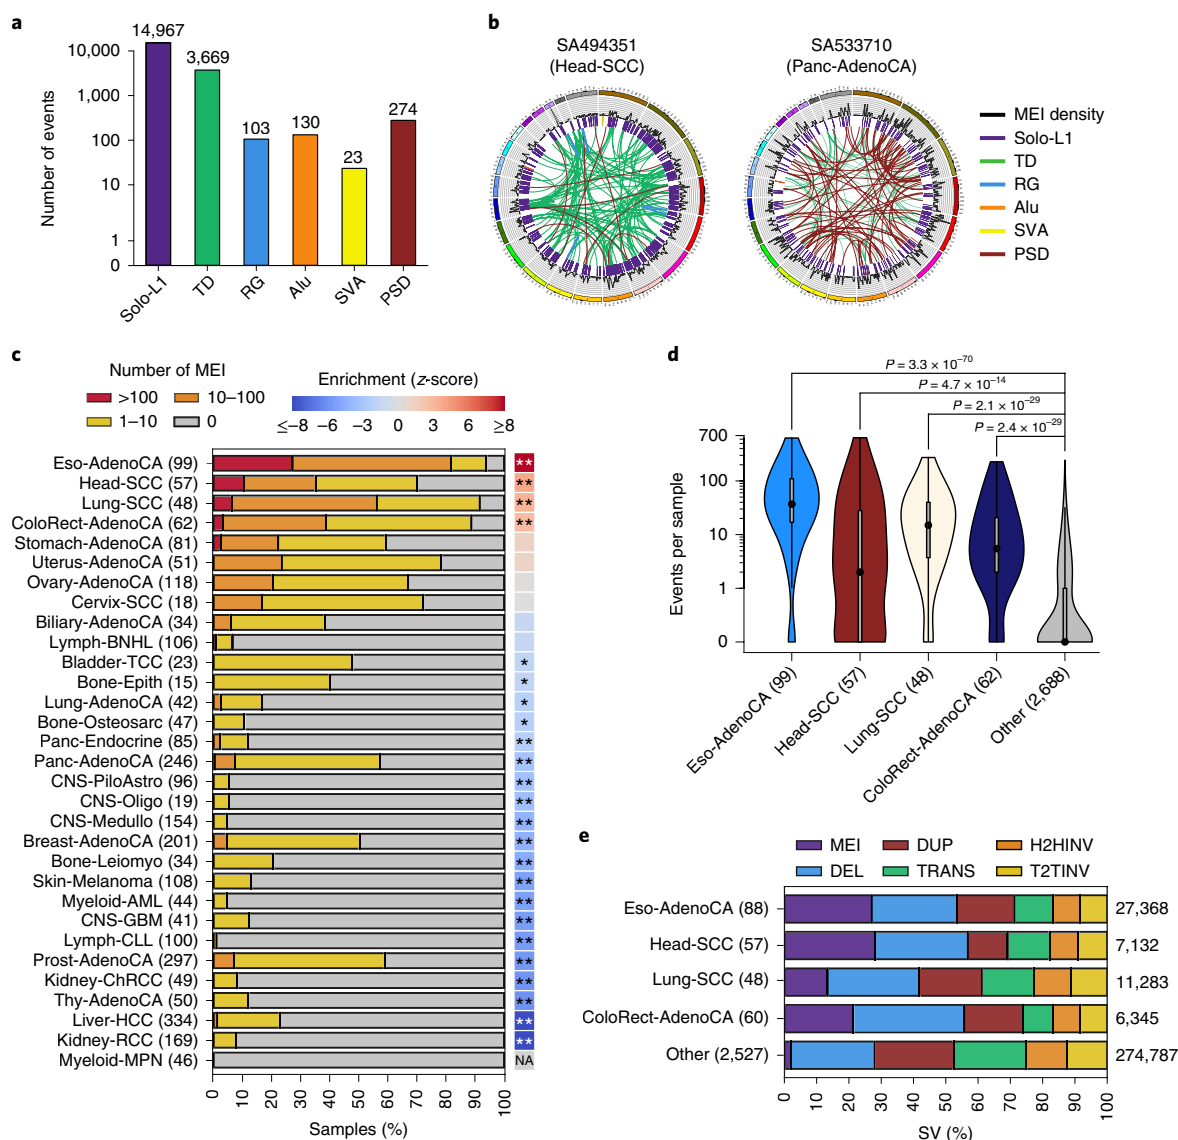 a
14,967
3,669
103
130
23
274
10,000
1,000
100
10
1
0
Number of events
Solo-L1
TD
RG
Alu
SVA
PSD
b
SA494351
(Head-SCC)
SA533710
(Panc-AdenoCA)
MEI density
Solo-L1
TD
RG
Alu
SVA
PSD
c
Number of MEI
>100
10–100
1–10
0
Enrichment (z-score)
≤–8 –6 –3 0 3 6 ≥8
Eso-AdenoCA (99) **
Head-SCC (57) **
Lung-SCC (48) **
ColoRect-AdenoCA (62) **
Stomach-AdenoCA (81)
Uterus-AdenoCA (51)
Ovary-AdenoCA (118)
Cervix-SCC (18)
Biliary-AdenoCA (34)
Lymph-BNHL (106)
Bladder-TCC (23) *
Bone-Epith (15) *
Lung-AdenoCA (42) *
Bone-Osteosarc (47) *
Panc-Endocrine (85) **
Panc-AdenoCA (246) **
CNS-PiloAstro (96) **
CNS-Oligo (19) **
CNS-Medullo (154) **
Breast-AdenoCA (201) **
Bone-Leiomyo (34) **
Skin-Melanoma (108) **
Myeloid-AML (44) **
CNS-GBM (41) **
Lymph-CLL (100) **
Prost-AdenoCA (297) **
Kidney-ChRCC (49) **
Thy-AdenoCA (50) **
Liver-HCC (334) **
Kidney-RCC (169) **
Myeloid-MPN (46) NA
0 10 20 30 40 50 60 70 80 90 100
Samples (%)
d
P = 3.3 × 10⁻⁷⁰
P = 4.7 × 10⁻¹⁴
P = 2.1 × 10⁻²⁹
P = 2.4 × 10⁻²⁹
700
100
10
1
0
Events per sample
Eso-AdenoCA (99)
Head-SCC (57)
Lung-SCC (48)
ColoRect-AdenoCA (62)
Other (2,688)
e
MEI DUP H2HINV
DEL TRANS T2TINV
Eso-AdenoCA (88) 27,368
Head-SCC (57) 7,132
Lung-SCC (48) 11,283
ColoRect-AdenoCA (60) 6,345
Other (2,527) 274,787
0 10 20 30 40 50 60 70 80 90 100
SV (%)